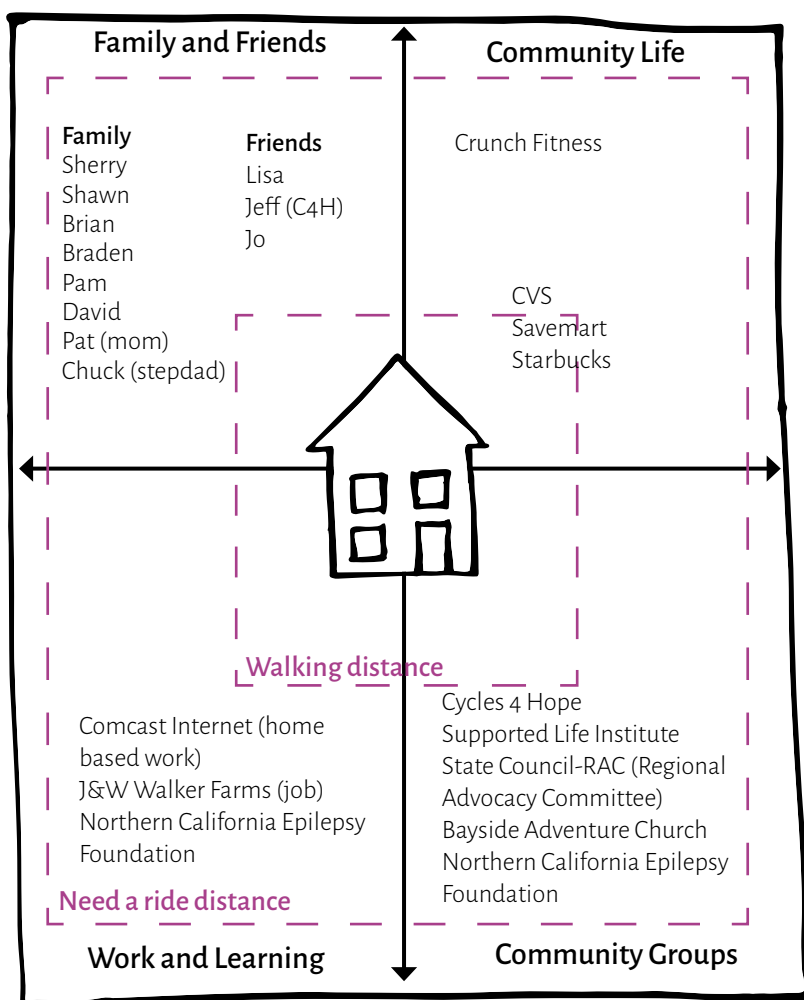 Family and Friends
Community Life
Family
Sherry
Shawn
Brian
Braden
Pam
David
Pat (mom)
Chuck (stepdad)
Friends
Lisa
Jeff (C4H)
Jo
Crunch Fitness
CVS
Savemart
Starbucks
Walking distance
Comcast Internet (home
based work)
J&W Walker Farms (job)
Northern California Epilepsy
Foundation
Cycles 4 Hope
Supported Life Institute
State Council-RAC (Regional
Advocacy Committee)
Bayside Adventure Church
Northern California Epilepsy
Foundation
Need a ride distance
Work and Learning
Community Groups